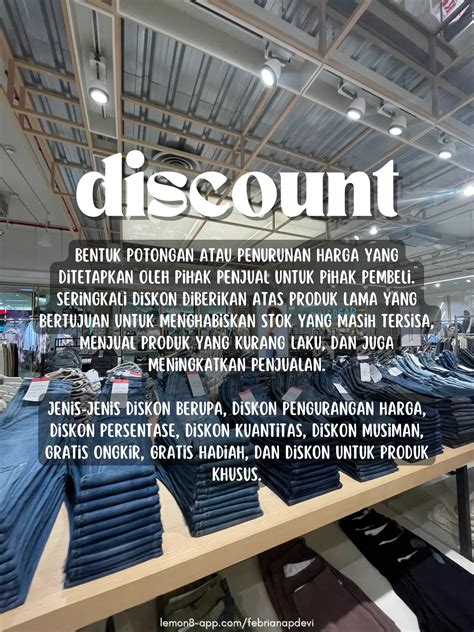 discount
BENTUK POTONGAN ATAU PENURUNAN HARGA YANG
DITETAPKAN OLEH PIHAK PENJUAL UNTUK PIHAK PEMBELI.
SERINGKALI DISKON DIBERIKAN ATAS PRODUK LAMA YANG
BERTUJUAN UNTUK MENGHABISKAN STOK YANG MASIH TERSISA,
MENJUAL PRODUK YANG KURANG LAKU, DAN JUGA
MENINGKATKAN PENJUALAN.
JENIS-JENIS DISKON BERUPA, DISKON PENGURANGAN HARGA,
DISKON PERSENTASE, DISKON KUANTITAS, DISKON MUSIMAN,
GRATIS ONGKIR, GRATIS HADIAH, DAN DISKON UNTUK PRODUK
KHUSUS.
lemon8-app.com/febrianapdevi